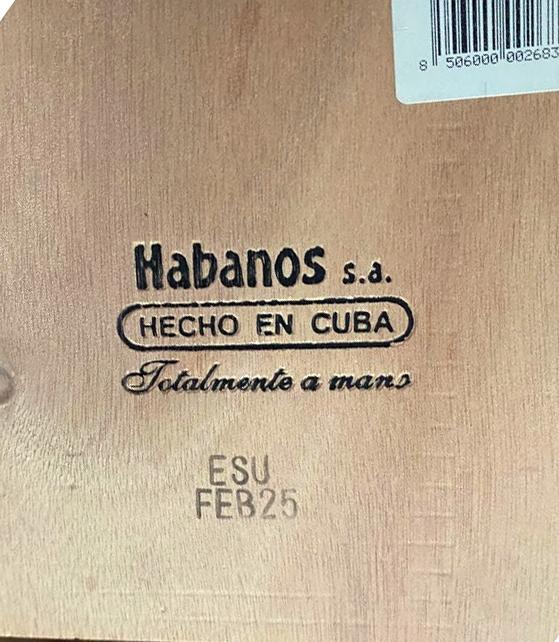 8 506000 002683
Habanos s.a.
HECHO EN CUBA
Totalmente a mano
ESU
FEB25